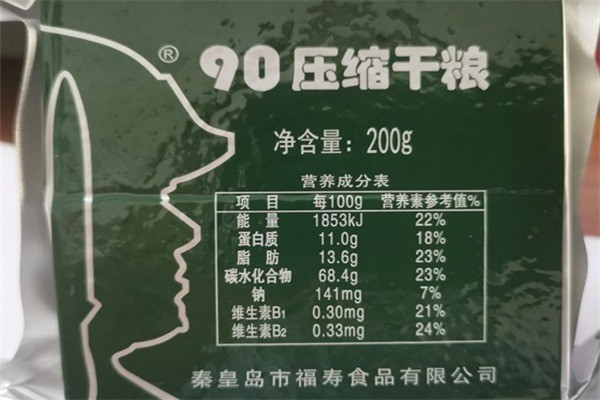 ® 90压缩干粮
净含量：200g
营养成分表
项 目 每100g 营养素参考值%
能 量 1853kJ 22%
蛋白质 11.0g 18%
脂 肪 13.6g 23%
碳水化合物 68.4g 23%
钠 141mg 7%
维生素B₁ 0.30mg 21%
维生素B₂ 0.33mg 24%
秦皇岛市福寿食品有限公司